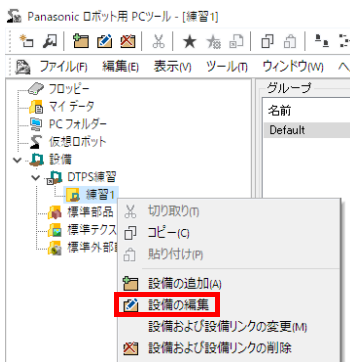 Panasonic ロボット用 PCツール - [練習1]
ファイル(F) 編集(E) 表示(V) ツール(T) ウィンドウ(W) ヘ
フロッピー
マイ データ
PC フォルダー
仮想ロボット
設備
DTPS練習
練習1
標準部品
標準テクス
標準外部
グループ
名前
Default
切り取り(T)
コピー(C)
貼り付け(P)
設備の追加(A)
設備の編集
設備および設備リンクの変更(M)
設備および設備リンクの削除